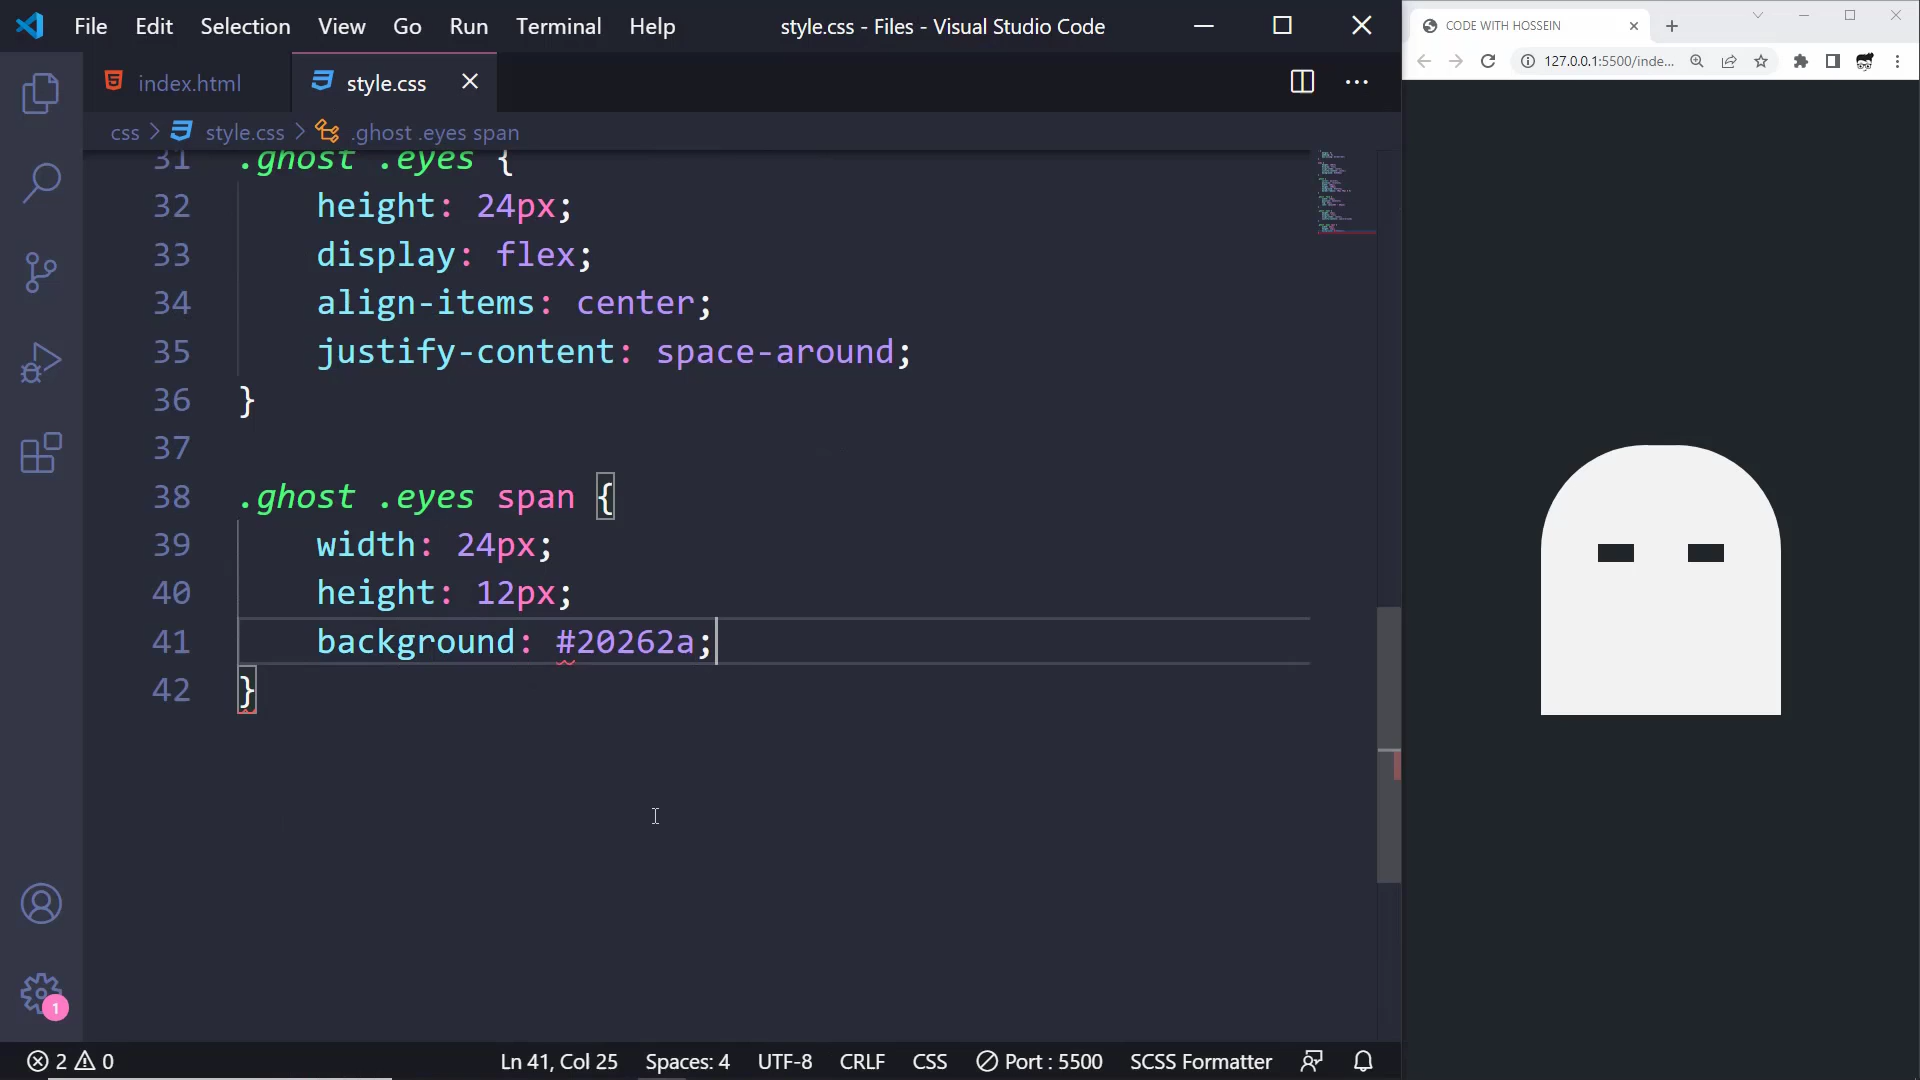 File Edit Selection View Go Run Terminal Help style.css - Files - Visual Studio Code
index.html style.css
css > style.css > .ghost .eyes span
31 .ghost .eyes {
32 height: 24px;
33 display: flex;
34 align-items: center;
35 justify-content: space-around;
36 }
37
38 .ghost .eyes span {
39 width: 24px;
40 height: 12px;
41 background: #20262a;
42 }
1
2 0 Ln 41, Col 25 Spaces: 4 UTF-8 CRLF CSS Port : 5500 SCSS Formatter
CODE WITH HOSSEIN
127.0.0.1:5500/inde...